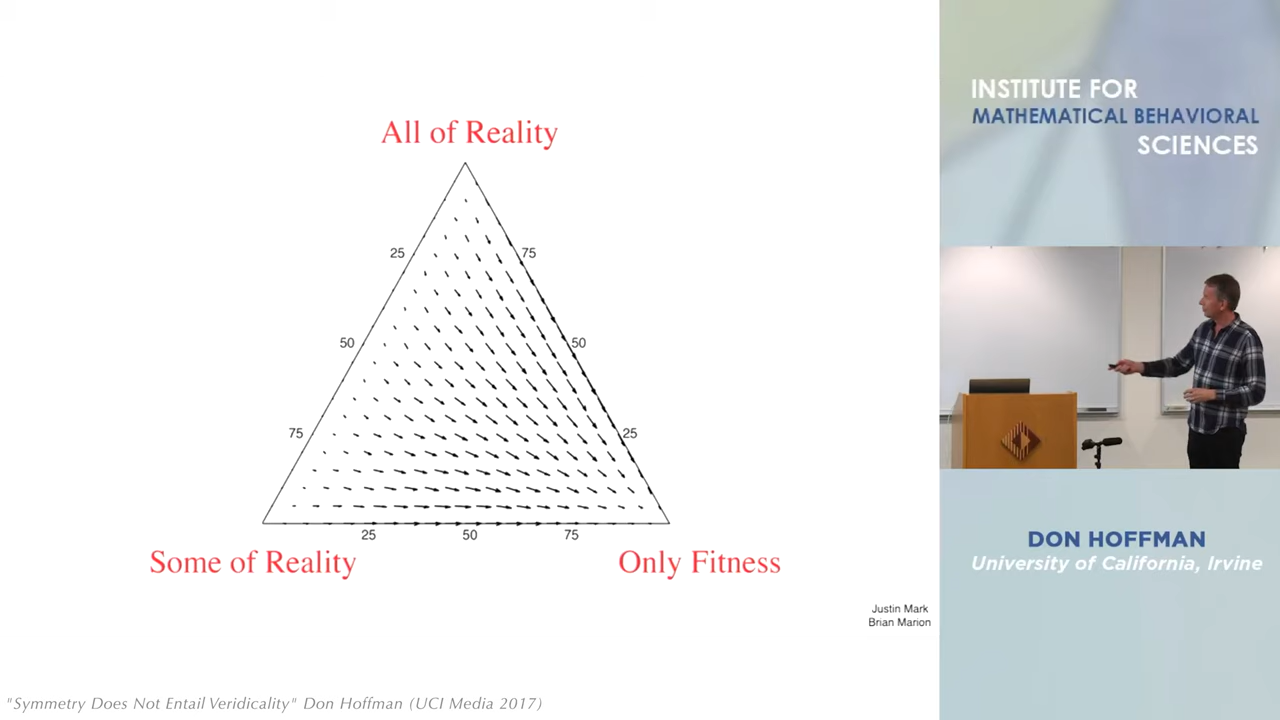 All of Reality
25
75
50
50
75
25
25
50
75
Some of Reality
Only Fitness
Justin Mark
Brian Marion
"Symmetry Does Not Entail Veridicality" Don Hoffman (UCI Media 2017)
INSTITUTE FOR
MATHEMATICAL BEHAVIORAL
SCIENCES
DON HOFFMAN
University of California, Irvine